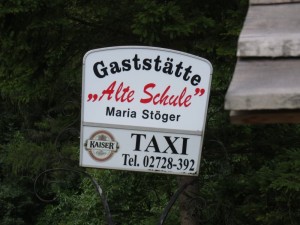 Gaststätte
„Alte Schule”
Maria Stöger
KAISER
TAXI
Tel. 02728-392